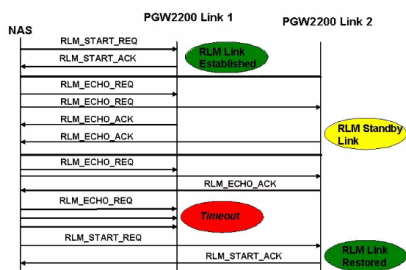 PGW2200 Link 1
PGW2200 Link 2
NAS
RLM_START_REQ
RLM_START_ACK
RLM Link
Established
RLM_ECHO_REQ
RLM_ECHO_REQ
RLM_ECHO_ACK
RLM_ECHO_ACK
RLM Standby
Link
RLM_ECHO_REQ
RLM_ECHO_ACK
RLM_ECHO_REQ
Timeout
RLM_START_REQ
RLM_START_ACK
RLM Link
Restored